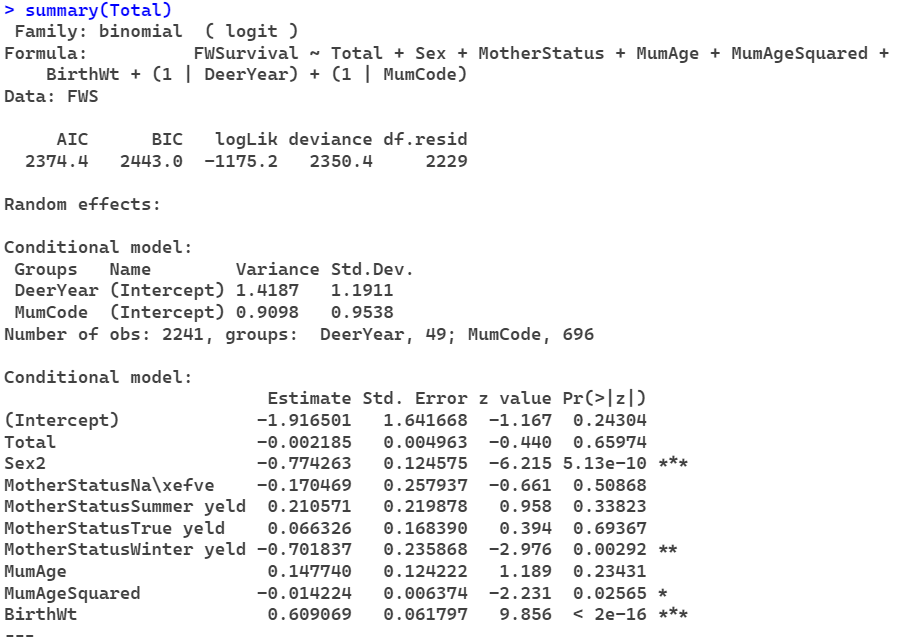 > summary(Total)
Family: binomial  ( logit )
Formula:          FWSurvival ~ Total + Sex + MotherStatus + MumAge + MumAgeSquared +
    BirthWt + (1 | DeerYear) + (1 | MumCode)
Data: FWS
     AIC      BIC   logLik deviance df.resid
  2374.4   2443.0  -1175.2   2350.4     2229
Random effects:
Conditional model:
 Groups   Name        Variance Std.Dev.
 DeerYear (Intercept) 1.4187   1.1911
 MumCode  (Intercept) 0.9098   0.9538
Number of obs: 2241, groups:  DeerYear, 49; MumCode, 696
Conditional model:
                         Estimate Std. Error z value Pr(>|z|)
(Intercept)             -1.916501   1.641668  -1.167  0.24304
Total                   -0.002185   0.004963  -0.440  0.65974
Sex2                    -0.774263   0.124575  -6.215 5.13e-10 ***
MotherStatusNa\xefve    -0.170469   0.257937  -0.661  0.50868
MotherStatusSummer yeld  0.210571   0.219878   0.958  0.33823
MotherStatusTrue yeld    0.066326   0.168390   0.394  0.69367
MotherStatusWinter yeld -0.701837   0.235868  -2.976  0.00292 **
MumAge                   0.147740   0.124222   1.189  0.23431
MumAgeSquared           -0.014224   0.006374  -2.231  0.02565 *
BirthWt                  0.609069   0.061797   9.856  < 2e-16 ***
---